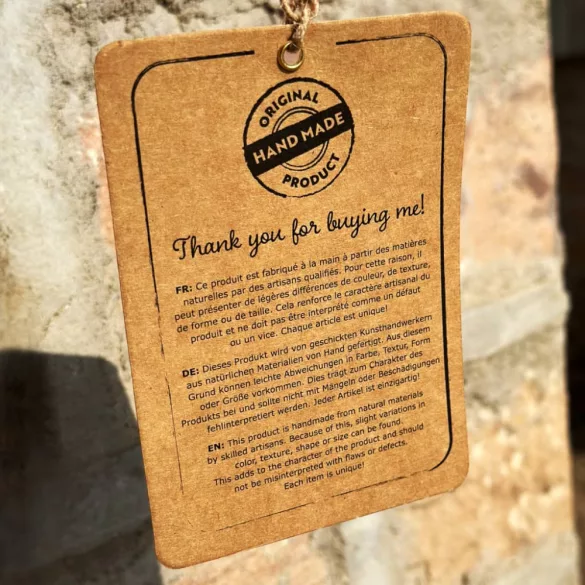 ORIGINAL
HAND MADE
PRODUCT
Thank you for buying me!
FR: Ce produit est fabriqué à la main à partir des matières
naturelles par des artisans qualifiés. Pour cette raison, il
peut présenter de légères différences de couleur, de texture,
de forme ou de taille. Cela renforce le caractère artisanal du
produit et ne doit pas être interprété comme un défaut
ou un vice. Chaque article est unique!
DE: Dieses Produkt wird von geschickten Kunsthandwerkern
aus natürlichen Materialien von Hand gefertigt. Aus diesem
Grund können leichte Abweichungen in Farbe, Textur, Form
oder Größe vorkommen. Dies trägt zum Charakter des
Produkts bei und sollte nicht mit Mängeln oder Beschädigungen
fehlinterpretiert werden. Jeder Artikel ist einzigartig!
EN: This product is handmade from natural materials
by skilled artisans. Because of this, slight variations in
color, texture, shape or size can be found.
This adds to the character of the product and should
not be misinterpreted with flaws or defects.
Each item is unique!